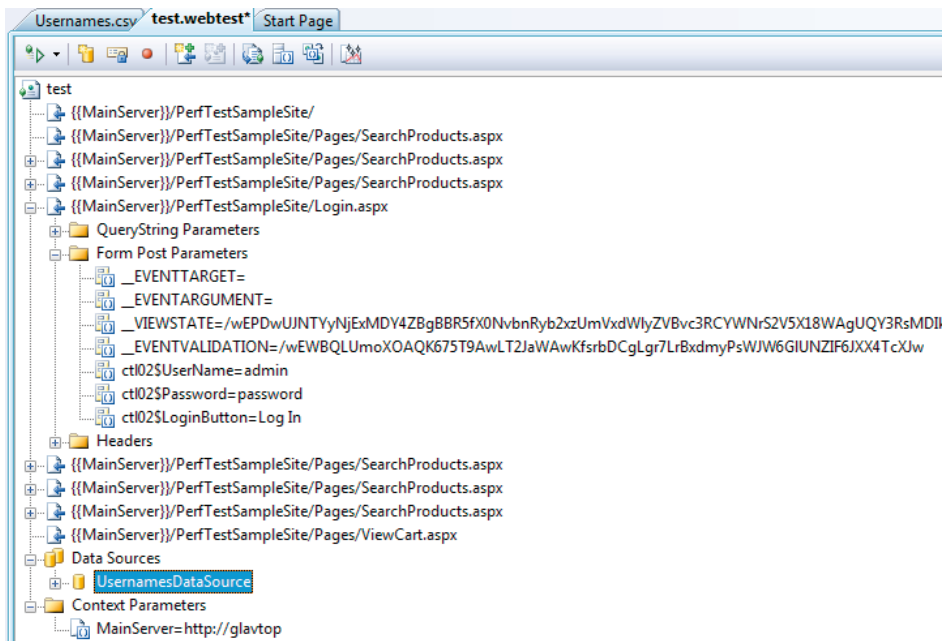 Usernames.csv test.webtest* Start Page
test
{{MainServer}}/PerfTestSampleSite/
{{MainServer}}/PerfTestSampleSite/Pages/SearchProducts.aspx
{{MainServer}}/PerfTestSampleSite/Pages/SearchProducts.aspx
{{MainServer}}/PerfTestSampleSite/Pages/SearchProducts.aspx
{{MainServer}}/PerfTestSampleSite/Login.aspx
QueryString Parameters
Form Post Parameters
__EVENTTARGET=
__EVENTARGUMENT=
__VIEWSTATE=/wEPDwUJNTYyNjExMDY4ZBgBBR5fX0NvbnRyb2xzUmVxdWlyZVBvc3RCYWNrS2V5X18WAgUQY3RsMDIk
__EVENTVALIDATION=/wEWBQLUmoXOAQK675T9AwLT2JaWAwKfsrbDCgLgr7LrBxdmyPsWJW6GlUNZIF6JXX4TcXJw
ctl02$UserName=admin
ctl02$Password=password
ctl02$LoginButton=Log In
Headers
{{MainServer}}/PerfTestSampleSite/Pages/SearchProducts.aspx
{{MainServer}}/PerfTestSampleSite/Pages/SearchProducts.aspx
{{MainServer}}/PerfTestSampleSite/Pages/SearchProducts.aspx
{{MainServer}}/PerfTestSampleSite/Pages/ViewCart.aspx
Data Sources
UsernamesDataSource
Context Parameters
MainServer=http://glavtop